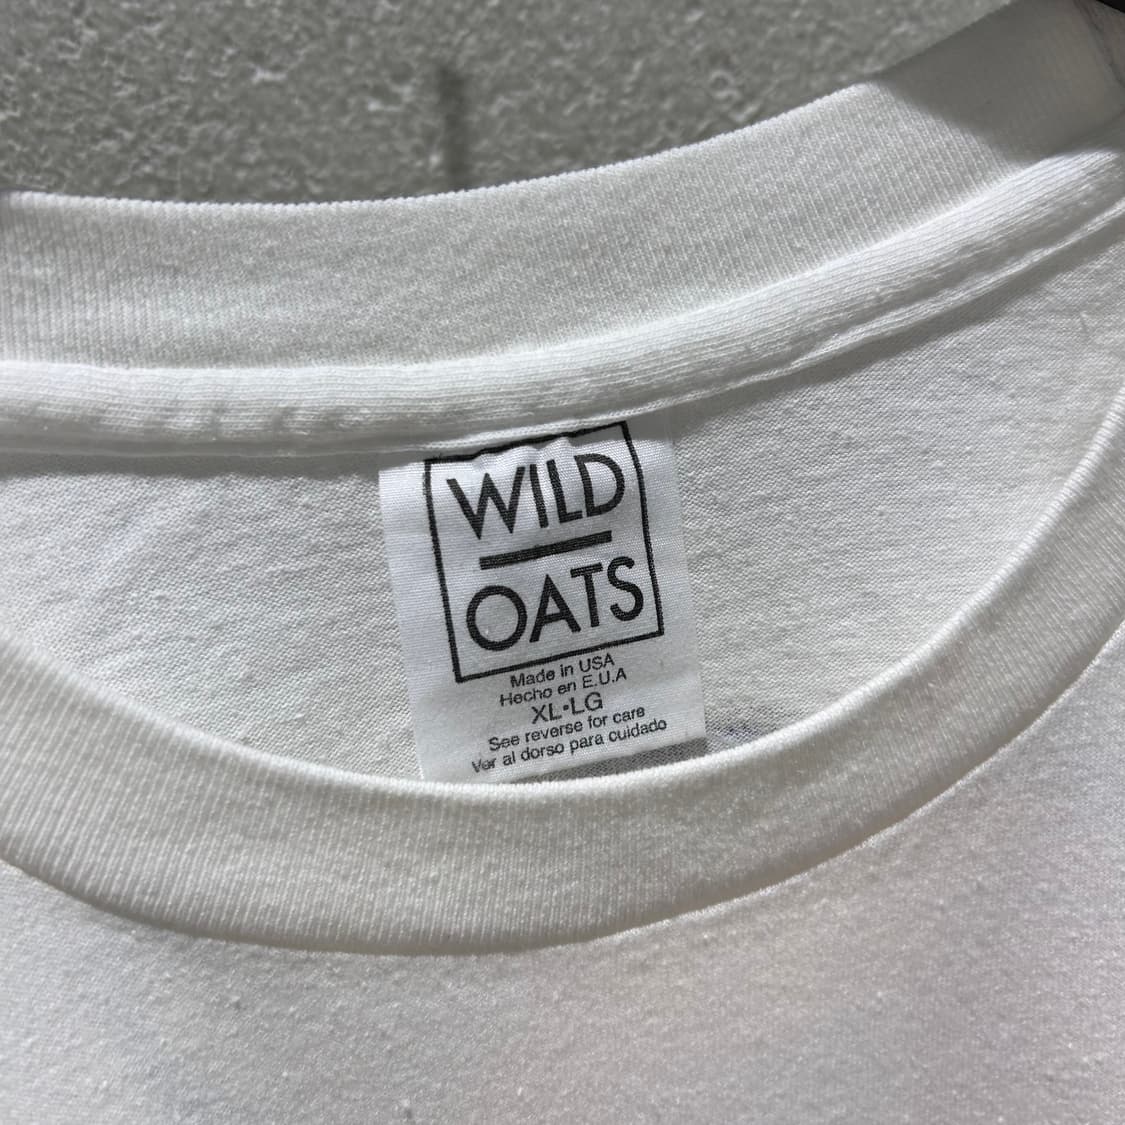 WILD
OATS
Made in USA
Hecho en E.U.A
XL•LG
See reverse for care
Ver al dorso para cuidado